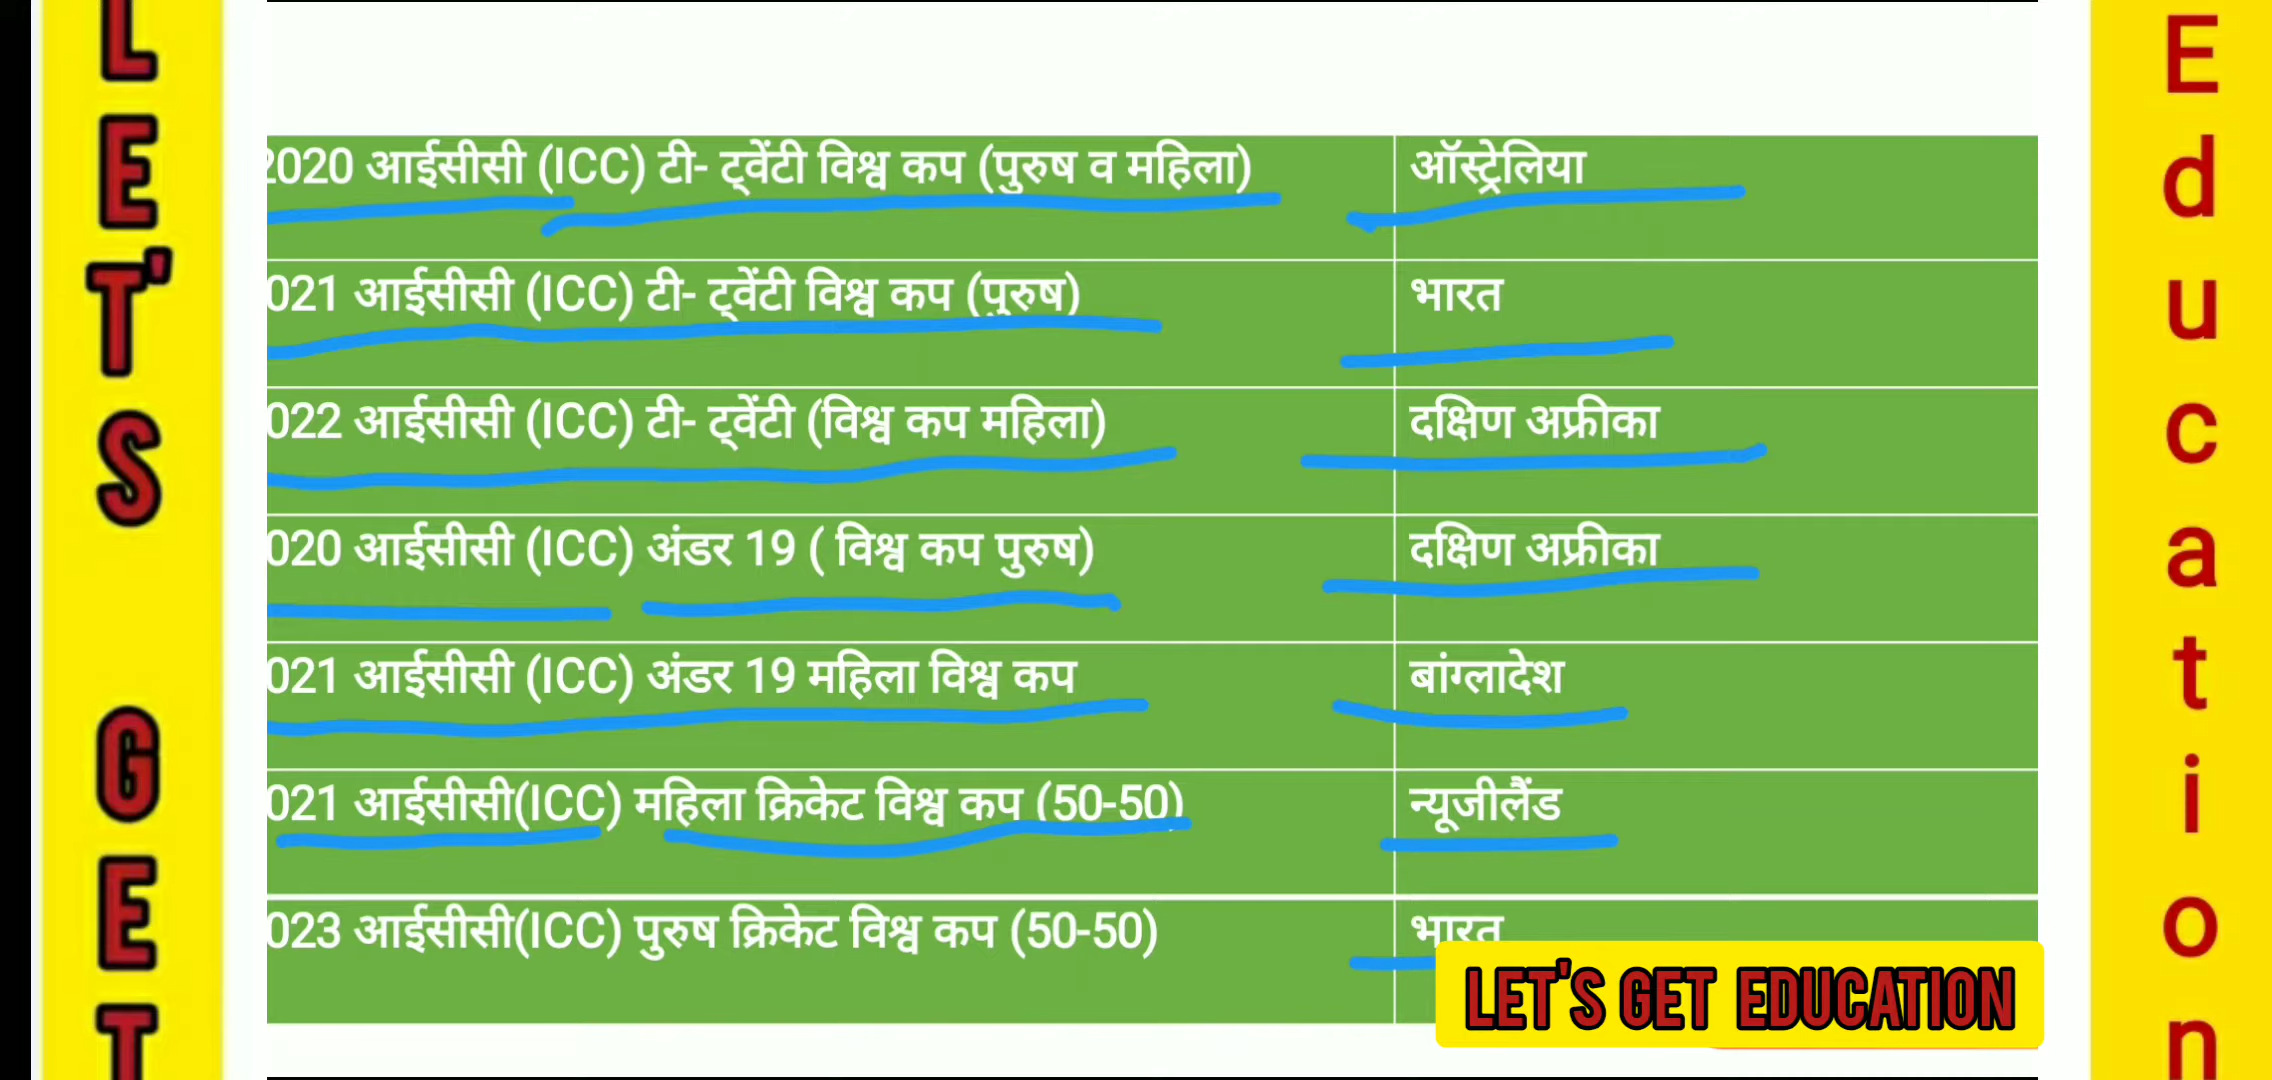 LET'S GET
2020 आईसीसी (ICC) टी- ट्वेंटी विश्व कप (पुरुष व महिला) ऑस्ट्रेलिया
021 आईसीसी (ICC) टी- ट्वेंटी विश्व कप (पुरुष) भारत
022 आईसीसी (ICC) टी- ट्वेंटी (विश्व कप महिला) दक्षिण अफ्रीका
020 आईसीसी (ICC) अंडर 19 ( विश्व कप पुरुष) दक्षिण अफ्रीका
021 आईसीसी (ICC) अंडर 19 महिला विश्व कप बांग्लादेश
021 आईसीसी(ICC) महिला क्रिकेट विश्व कप (50-50) न्यूजीलैंड
023 आईसीसी(ICC) पुरुष क्रिकेट विश्व कप (50-50) भारत
LET'S GET EDUCATION
Education